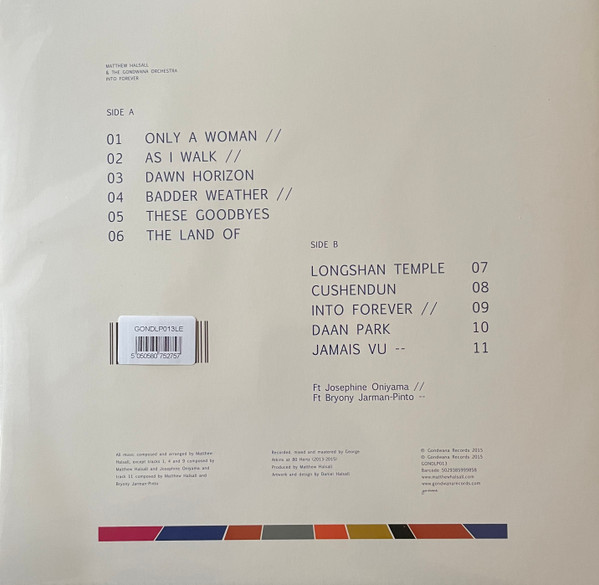 MATTHEW HALSALL
& THE GONDWANA ORCHESTRA
INTO FOREVER
SIDE A
01 ONLY A WOMAN //
02 AS I WALK //
03 DAWN HORIZON
04 BADDER WEATHER //
05 THESE GOODBYES
06 THE LAND OF
SIDE B
LONGSHAN TEMPLE 07
CUSHENDUN 08
INTO FOREVER // 09
DAAN PARK 10
JAMAIS VU -- 11
Ft Josephine Oniyama //
Ft Bryony Jarman-Pinto --
GONDLP013LE
5 050580 752757
All music composed and arranged by Matthew
Halsall, except tracks 1, 4 and 9 composed by
Matthew Halsall and Josephine Oniyama and
track 11 composed by Matthew Halsall and
Bryony Jarman-Pinto
Recorded, mixed and mastered by George
Atkins at 80 Hertz (2013-2015)
Produced by Matthew Halsall
Artwork and design by Daniel Halsall
℗ Gondwana Records 2015
© Gondwana Records 2015
GONDLP013
Barcode
www.matthewhalsall.com
www.gondwanarecords.com